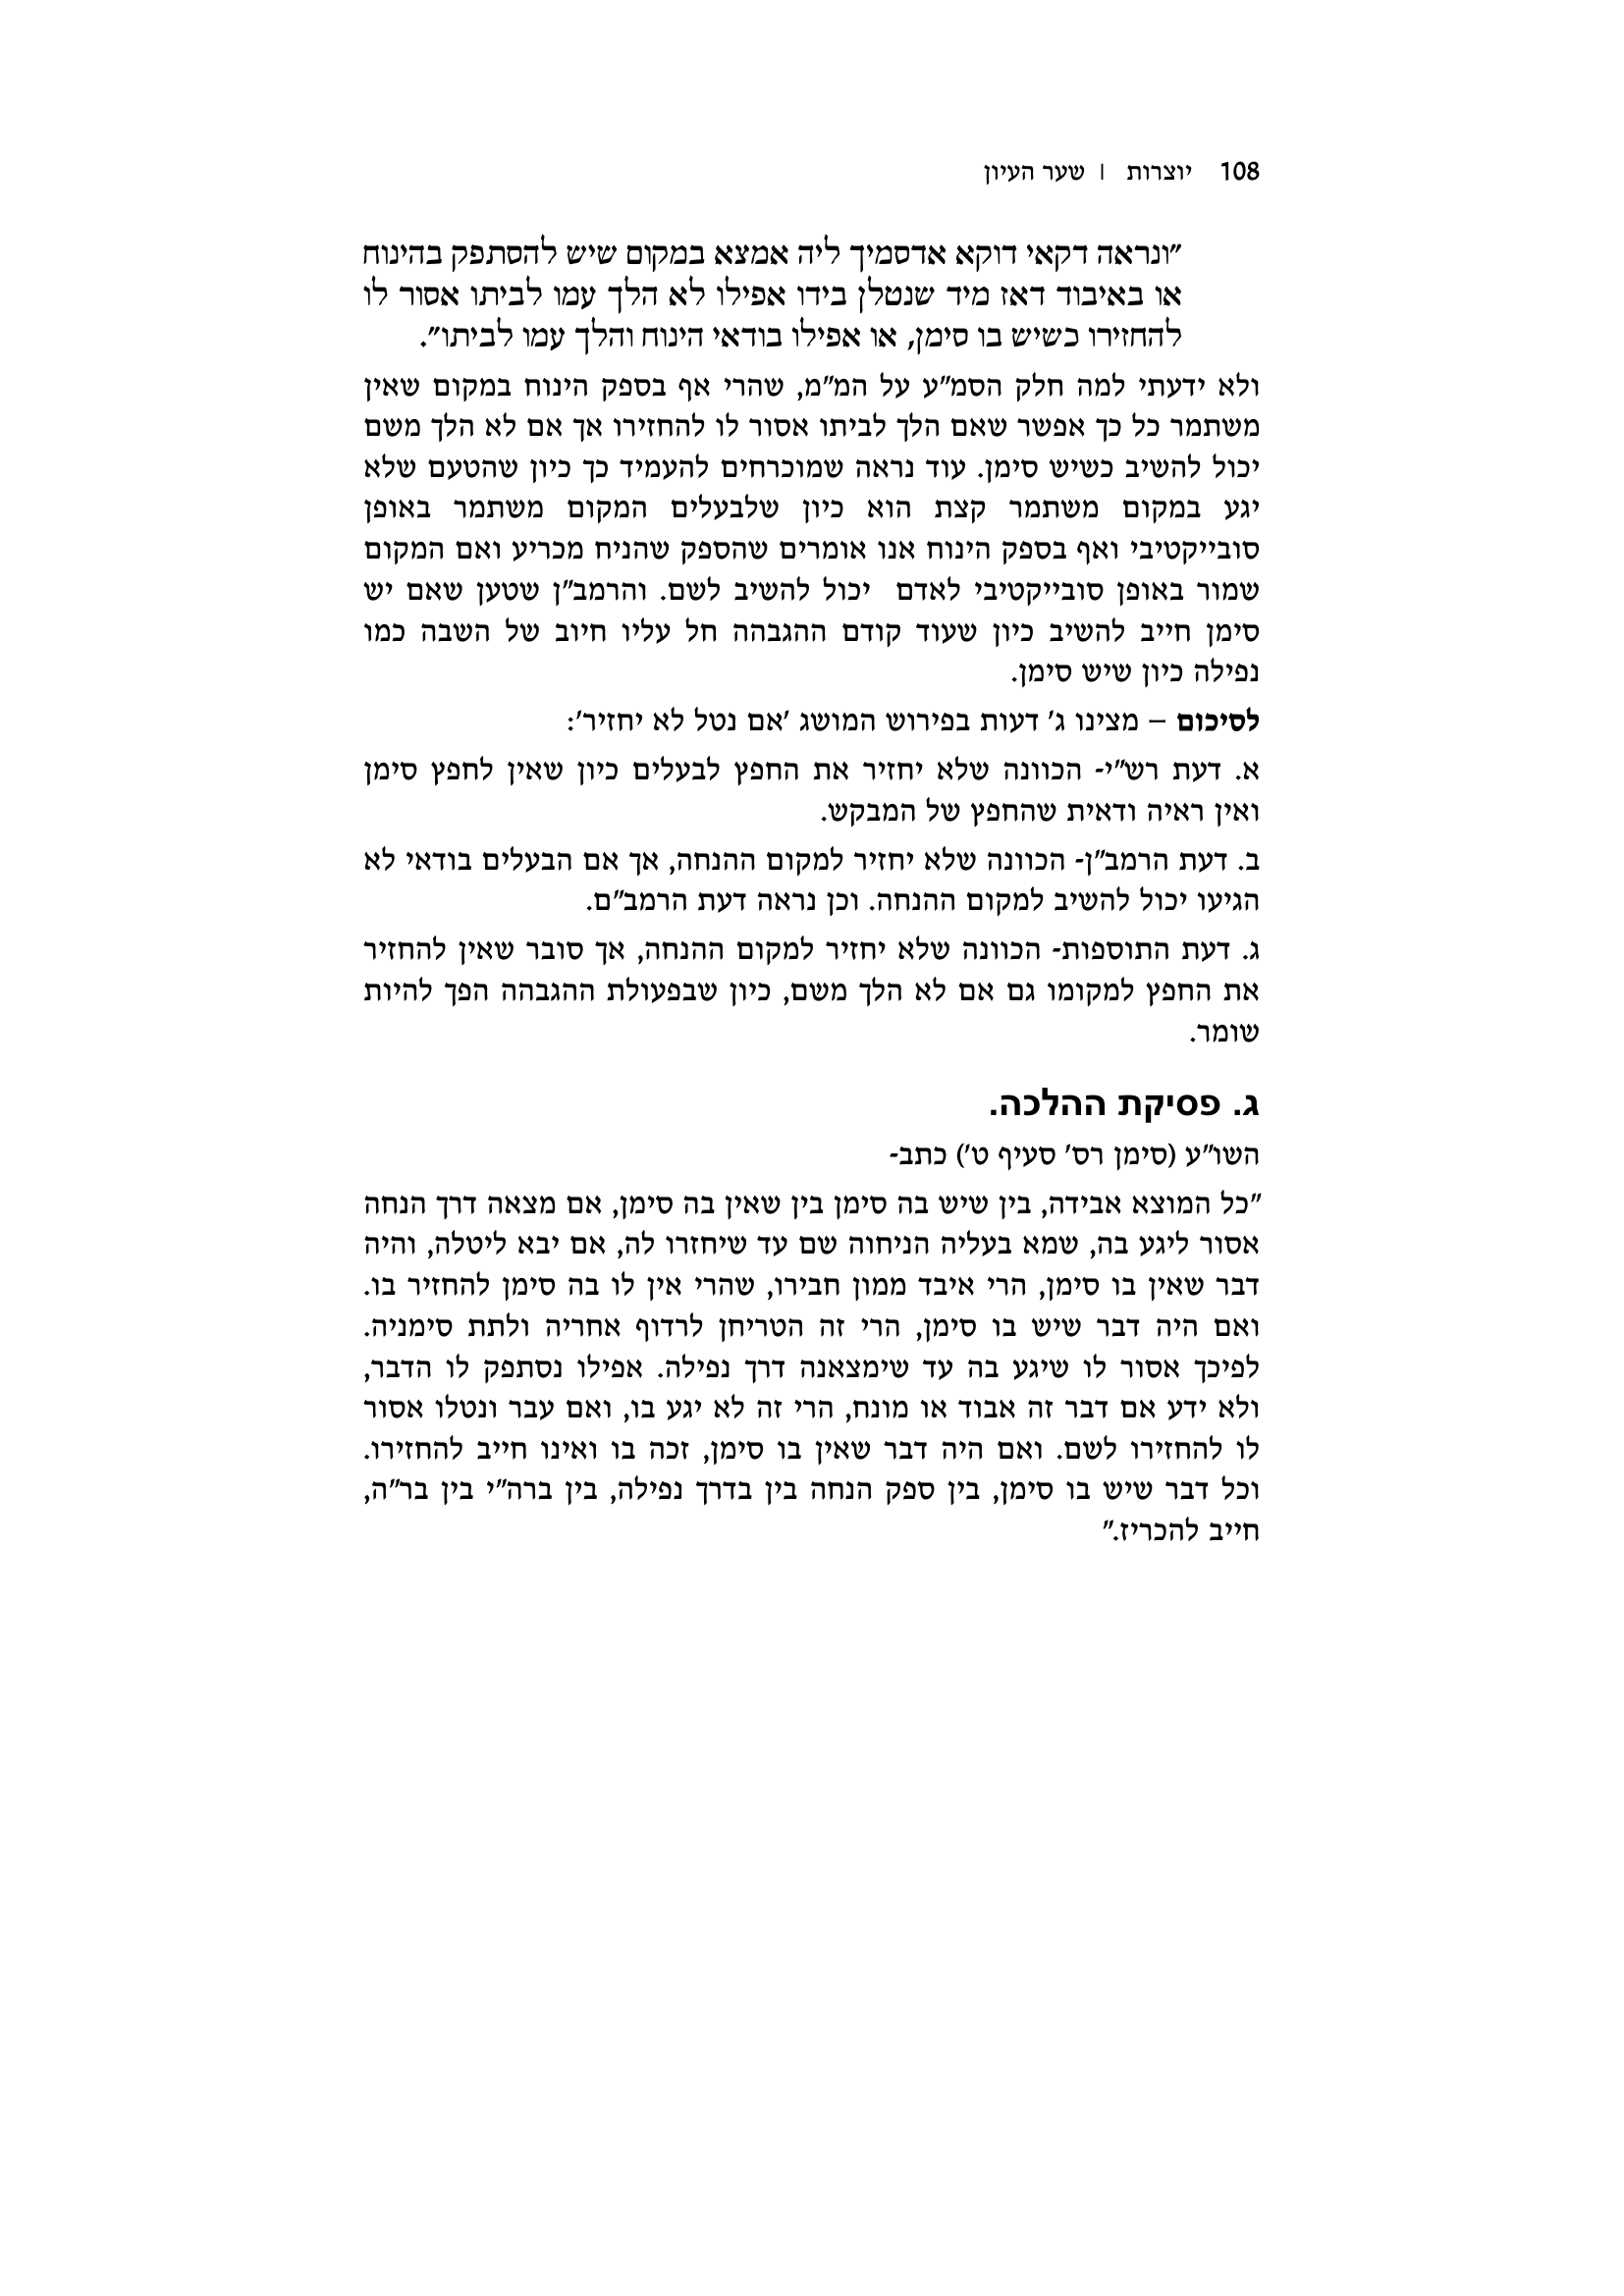 108 יוצרות | שער העיון
"ונראה דקאי דוקא אדסמיך ליה אמצא במקום שיש להסתפק בהינוח
או באיבוד דאז מיד שנטלן בידו אפילו לא הלך עמו לביתו אסור לו
להחזירו כשיש בו סימן, או אפילו בודאי הינוח והלך עמו לביתו".
ולא ידעתי למה חלק הסמ"ע על המ"מ, שהרי אף בספק הינוח במקום שאין
משתמר כל כך אפשר שאם הלך לביתו אסור לו להחזירו אך אם לא הלך משם
יכול להשיב כשיש סימן. עוד נראה שמוכרחים להעמיד כך כיון שהטעם שלא
יגע במקום משתמר קצת הוא כיון שלבעלים המקום משתמר באופן
סובייקטיבי ואף בספק הינוח אנו אומרים שהספק שהניח מכריע ואם המקום
שמור באופן סובייקטיבי לאדם יכול להשיב לשם. והרמב"ן שטען שאם יש
סימן חייב להשיב כיון שעוד קודם ההגבהה חל עליו חיוב של השבה כמו
נפילה כיון שיש סימן.
לסיכום – מצינו ג' דעות בפירוש המושג 'אם נטל לא יחזיר':
א. דעת רש"י- הכוונה שלא יחזיר את החפץ לבעלים כיון שאין לחפץ סימן
ואין ראיה ודאית שהחפץ של המבקש.
ב. דעת הרמב"ן- הכוונה שלא יחזיר למקום ההנחה, אך אם הבעלים בודאי לא
הגיעו יכול להשיב למקום ההנחה. וכן נראה דעת הרמב"ם.
ג. דעת התוספות- הכוונה שלא יחזיר למקום ההנחה, אך סובר שאין להחזיר
את החפץ למקומו גם אם לא הלך משם, כיון שבפעולת ההגבהה הפך להיות
שומר.
ג. פסיקת ההלכה.
השו"ע (סימן רס' סעיף ט') כתב-
"כל המוצא אבידה, בין שיש בה סימן בין שאין בה סימן, אם מצאה דרך הנחה
אסור ליגע בה, שמא בעליה הניחוה שם עד שיחזרו לה, אם יבא ליטלה, והיה
דבר שאין בו סימן, הרי איבד ממון חבירו, שהרי אין לו בה סימן להחזיר בו.
ואם היה דבר שיש בו סימן, הרי זה הטריחן לרדוף אחריה ולתת סימניה.
לפיכך אסור לו שיגע בה עד שימצאנה דרך נפילה. אפילו נסתפק לו הדבר,
ולא ידע אם דבר זה אבוד או מונח, הרי זה לא יגע בו, ואם עבר ונטלו אסור
לו להחזירו לשם. ואם היה דבר שאין בו סימן, זכה בו ואינו חייב להחזירו.
וכל דבר שיש בו סימן, בין ספק הנחה בין בדרך נפילה, בין ברה"י בין בר"ה,
חייב להכריז."